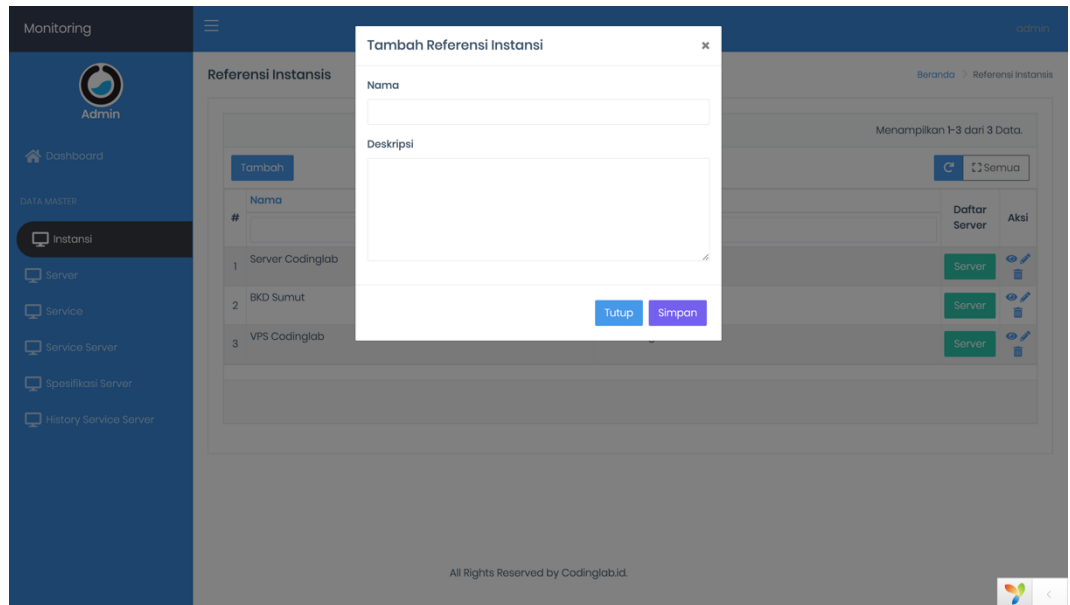 Monitoring
admin
Admin
Dashboard
DATA MASTER
Instansi
Server
Service
Service Server
Spesifikasi Server
History Service Server
Referensi Instansis
Beranda > Referensi Instansis
Menampilkan 1-3 dari 3 Data.
Tambah
Semua
# Nama Daftar Server Aksi
1 Server Codinglab Server
2 BKD Sumut Server
3 VPS Codinglab Server
Tambah Referensi Instansi ×
Nama
Deskripsi
Tutup Simpan
All Rights Reserved by Codinglab.id.